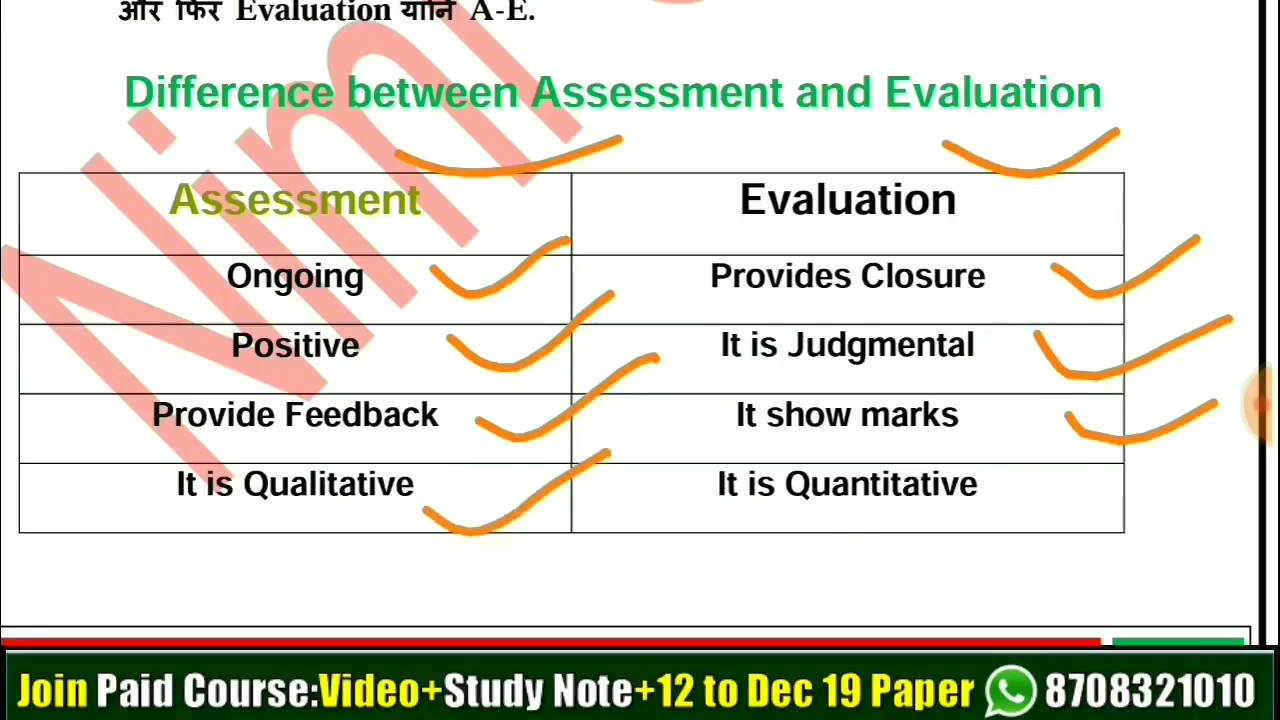 और फिर Evaluation यानि A-E.
Difference between Assessment and Evaluation
Assessment Evaluation
Ongoing Provides Closure
Positive It is Judgmental
Provide Feedback It show marks
It is Qualitative It is Quantitative
Join Paid Course:Video+Study Note+12 to Dec 19 Paper 8708321010